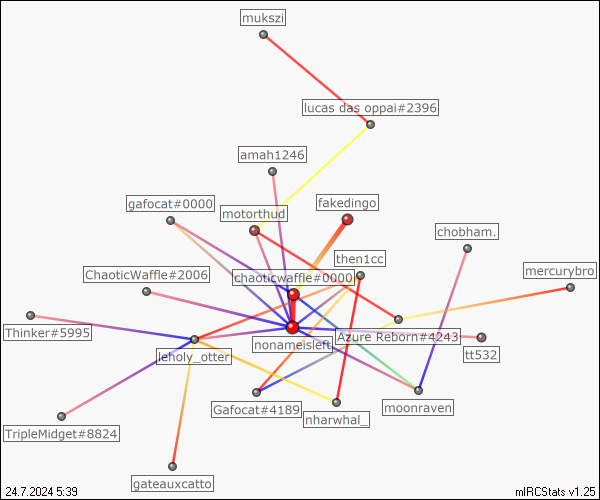 mukszi
lucas das oppai#2396
amah1246
gafocat#0000
fakedingo
motorthud
chobham.
then1cc
mercurybro
ChaoticWaffle#2006
chaoticwaffle#0000
Thinker#5995
nonameisleft
Azure Reborn#4243
leholy_otter
tt532
Gafocat#4189
moonraven
nharwhal_
TripleMidget#8824
gateauxcatto
24.7.2024 5:39
mIRCStats v1.25